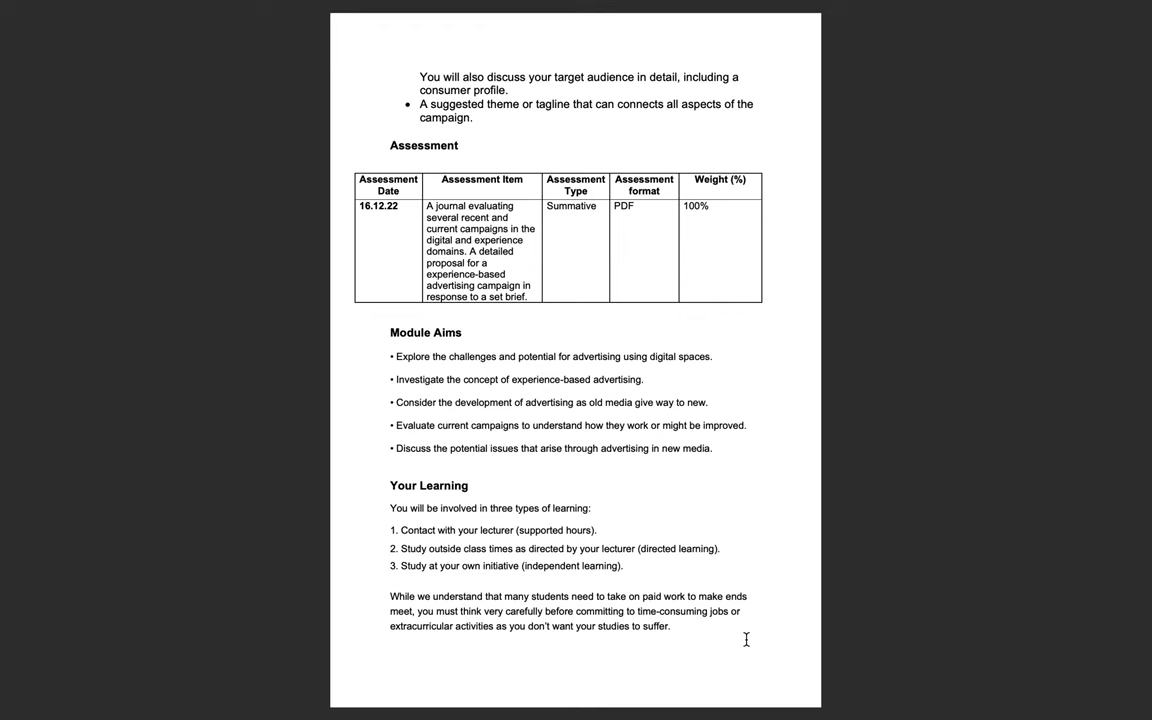 You will also discuss your target audience in detail, including a
consumer profile.
• A suggested theme or tagline that can connects all aspects of the
campaign.
Assessment
Assessment Date
Assessment Item
Assessment Type
Assessment format
Weight (%)
16.12.22
A journal evaluating
several recent and
current campaigns in the
digital and experience
domains. A detailed
proposal for a
experience-based
advertising campaign in
response to a set brief.
Summative
PDF
100%
Module Aims
• Explore the challenges and potential for advertising using digital spaces.
• Investigate the concept of experience-based advertising.
• Consider the development of advertising as old media give way to new.
• Evaluate current campaigns to understand how they work or might be improved.
• Discuss the potential issues that arise through advertising in new media.
Your Learning
You will be involved in three types of learning:
1. Contact with your lecturer (supported hours).
2. Study outside class times as directed by your lecturer (directed learning).
3. Study at your own initiative (independent learning).
While we understand that many students need to take on paid work to make ends
meet, you must think very carefully before committing to time-consuming jobs or
extracurricular activities as you don't want your studies to suffer.